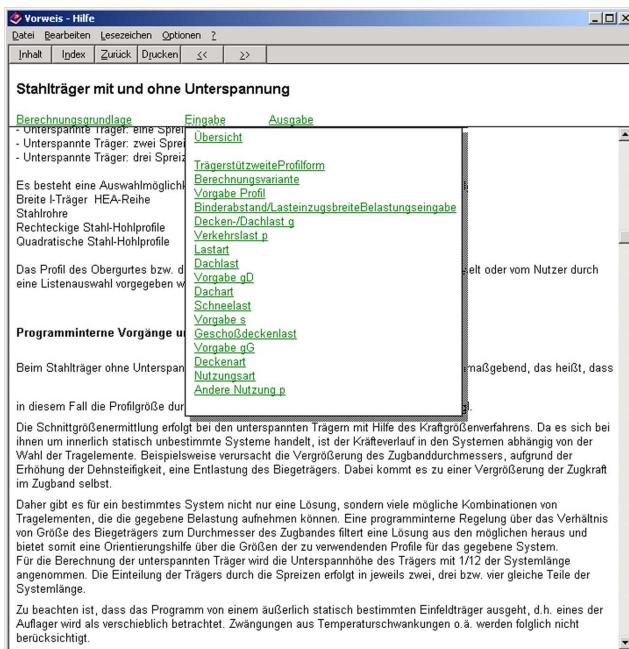 Vorweis - Hilfe
Datei Bearbeiten Lesezeichen Optionen ?
Inhalt Index Zurück Drucken << >>
Stahlträger mit und ohne Unterspannung
Berechnungsgrundlage Eingabe Ausgabe
- Unterspannte Träger: eine Sprei
- Unterspannte Träger: zwei Sprei
- Unterspannte Träger: drei Spreiz
Es besteht eine Auswahlmöglich
Breite I-Träger HEA-Reihe
Stahlrohre
Rechteckige Stahl-Hohlprofile
Quadratische Stahl-Hohlprofile
Das Profil des Obergurtes bzw. d elt oder vom Nutzer durch
eine Listenauswahl vorgegeben w
Programminterne Vorgänge u
Beim Stahlträger ohne Unterspan maßgebend, das heißt, dass
in diesem Fall die Profilgröße dur gl.
Übersicht
TrägerstützweiteProfilform
Berechnungsvariante
Vorgabe Profil
Binderabstand/LasteinzugsbreiteBelastungseingabe
Decken-/Dachlast g
Verkehrslast p
Lastart
Dachlast
Vorgabe gD
Dachart
Schneelast
Vorgabe s
Geschoßdeckenlast
Vorgabe gG
Deckenart
Nutzungsart
Andere Nutzung p
Die Schnittgrößenermittlung erfolgt bei den unterspannten Trägern mit Hilfe des Kraftgrößenverfahrens. Da es sich bei
ihnen um innerlich statisch unbestimmte Systeme handelt, ist der Kräfteverlauf in den Systemen abhängig von der
Wahl der Tragelemente. Beispielsweise verursacht die Vergrößerung des Zugbanddurchmessers, aufgrund der
Erhöhung der Dehnsteifigkeit, eine Entlastung des Biegeträgers. Dabei kommt es zu einer Vergrößerung der Zugkraft
im Zugband selbst.
Daher gibt es für ein bestimmtes System nicht nur eine Lösung, sondern viele mögliche Kombinationen von
Tragelementen, die die gegebene Belastung aufnehmen können. Eine programminterne Regelung über das Verhältnis
von Größe des Biegeträgers zum Durchmesser des Zugbandes filtert eine Lösung aus den möglichen heraus und
bietet somit eine Orientierungshilfe über die Größen der zu verwendenden Profile für das gegebene System.
Für die Berechnung der unterspannten Träger wird die Unterspannhöhe des Trägers mit 1/12 der Systemlänge
angenommen. Die Einteilung der Trägers durch die Spreizen erfolgt in jeweils zwei, drei bzw. vier gleiche Teile der
Systemlänge.
Zu beachten ist, dass das Programm von einem äußerlich statisch bestimmten Einfeldträger ausgeht, d.h. eines der
Auflager wird als verschieblich betrachtet. Zwängungen aus Temperaturschwankungen o.ä. werden folglich nicht
berücksichtigt.